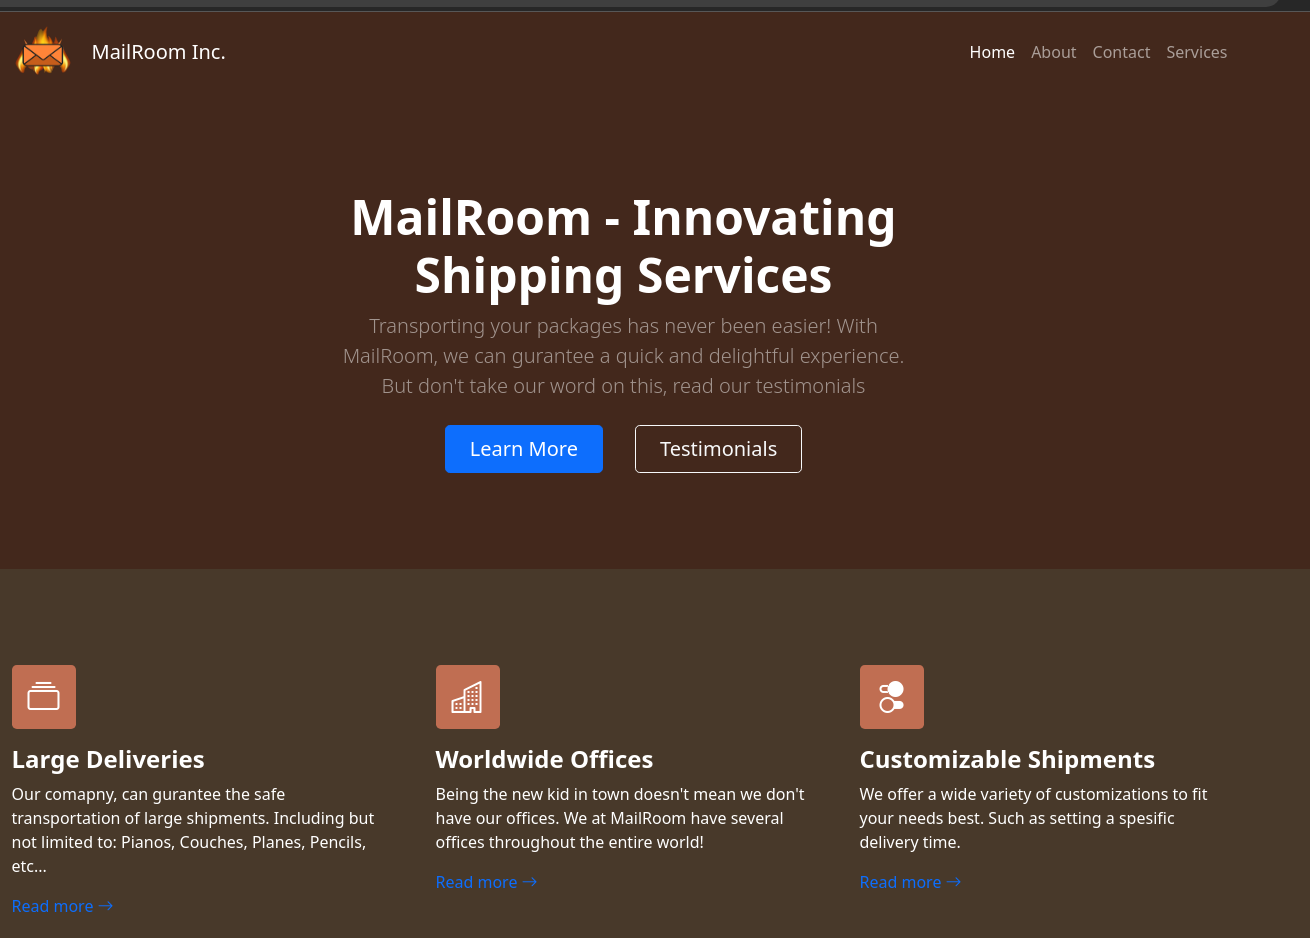 MailRoom Inc.
Home About Contact Services
MailRoom - Innovating
Shipping Services
Transporting your packages has never been easier! With
MailRoom, we can gurantee a quick and delightful experience.
But don't take our word on this, read our testimonials
Learn More Testimonials
Large Deliveries
Our comapny, can gurantee the safe
transportation of large shipments. Including but
not limited to: Pianos, Couches, Planes, Pencils,
etc...
Read more →
Worldwide Offices
Being the new kid in town doesn't mean we don't
have our offices. We at MailRoom have several
offices throughout the entire world!
Read more →
Customizable Shipments
We offer a wide variety of customizations to fit
your needs best. Such as setting a spesific
delivery time.
Read more →